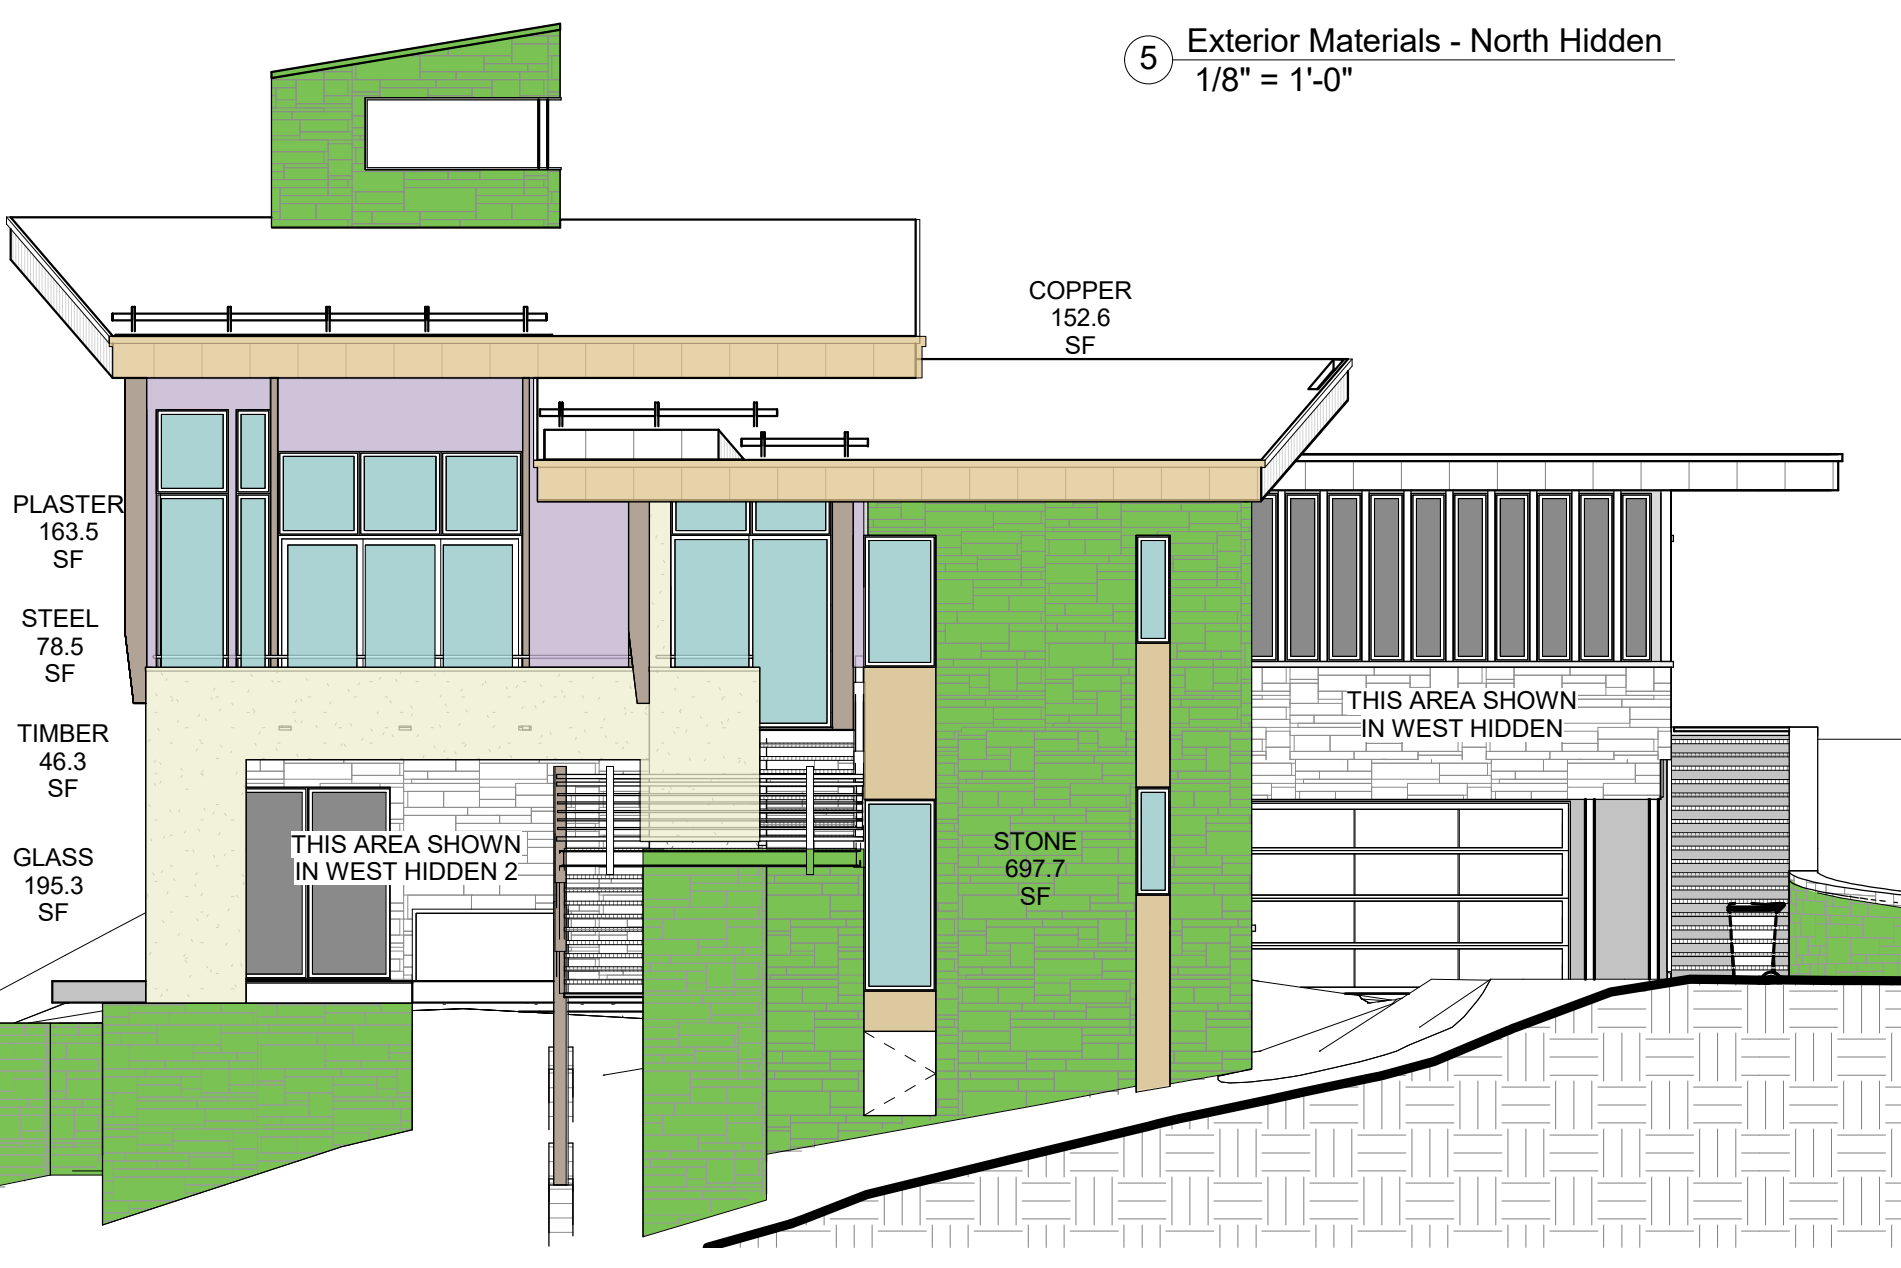 5
Exterior Materials - North Hidden
1/8" = 1'-0"
COPPER
152.6
SF
PLASTER
163.5
SF
STEEL
78.5
SF
THIS AREA SHOWN
IN WEST HIDDEN
TIMBER
46.3
SF
THIS AREA SHOWN
IN WEST HIDDEN 2
STONE
697.7
SF
GLASS
195.3
SF